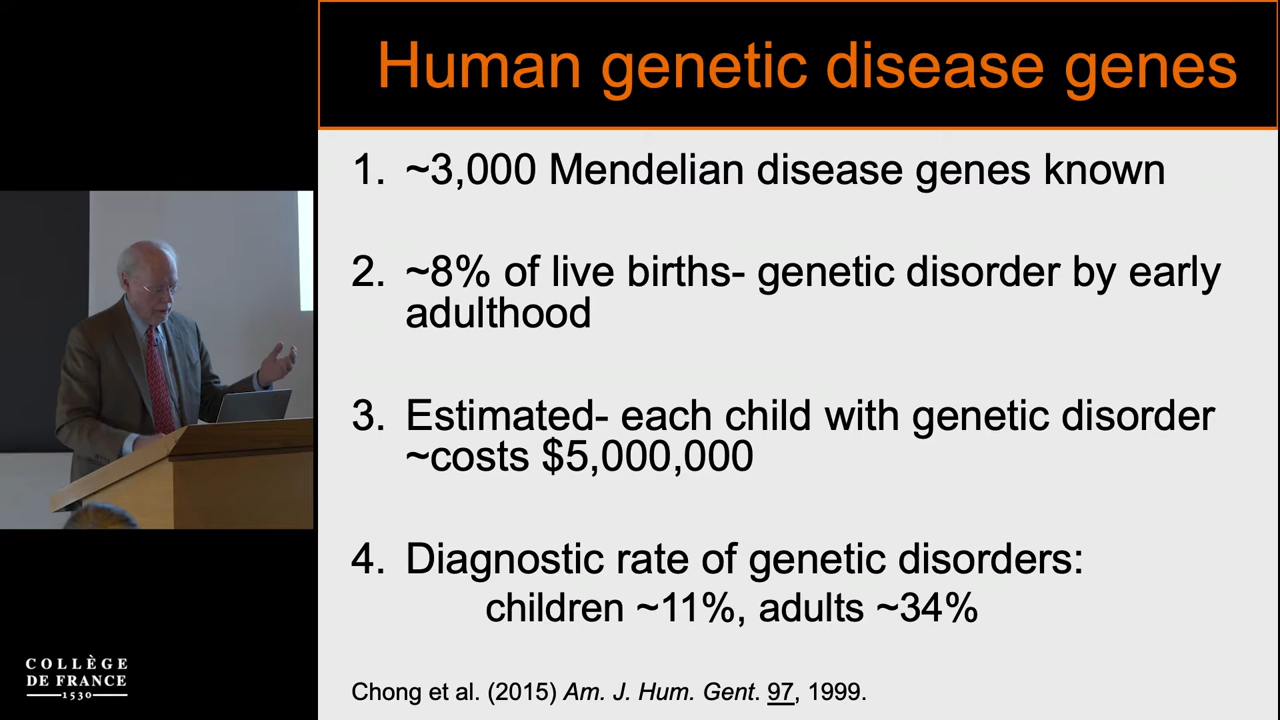 Human genetic disease genes
1. ~3,000 Mendelian disease genes known
2. ~8% of live births- genetic disorder by early
adulthood
3. Estimated- each child with genetic disorder
~costs $5,000,000
4. Diagnostic rate of genetic disorders:
children ~11%, adults ~34%
Chong et al. (2015) Am. J. Hum. Gent. 97, 1999.
COLLÈGE
DE FRANCE
1530